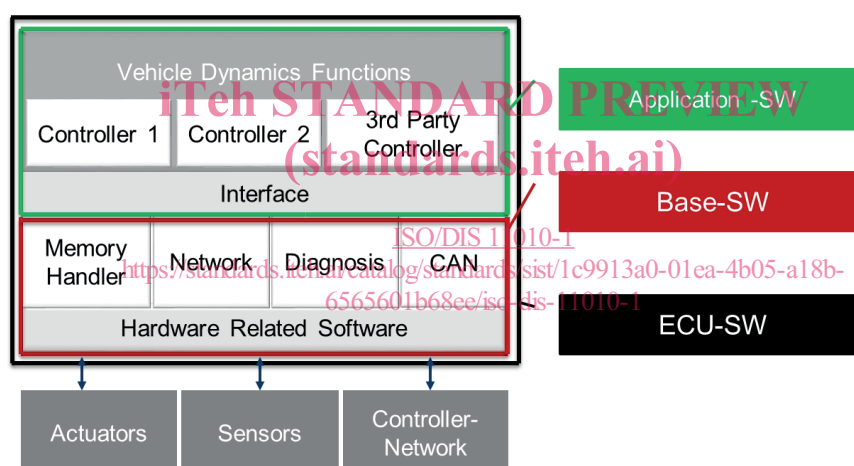 Vehicle Dynamics Functions
Controller 1
Controller 2
3rd Party
Controller
Interface
Memory
Handler
Network
Diagnosis
CAN
Hardware Related Software
Actuators
Sensors
Controller-
Network
Application -SW
Base-SW
ECU-SW
iTeh STANDARD PREVIEW
(standards.iteh.ai)
ISO/DIS 11010-1
https://standards.iteh.ai/catalog/standards/sist/1c9913a0-01ea-4b05-a18b-
6565601b68ee/iso-dis-11010-1